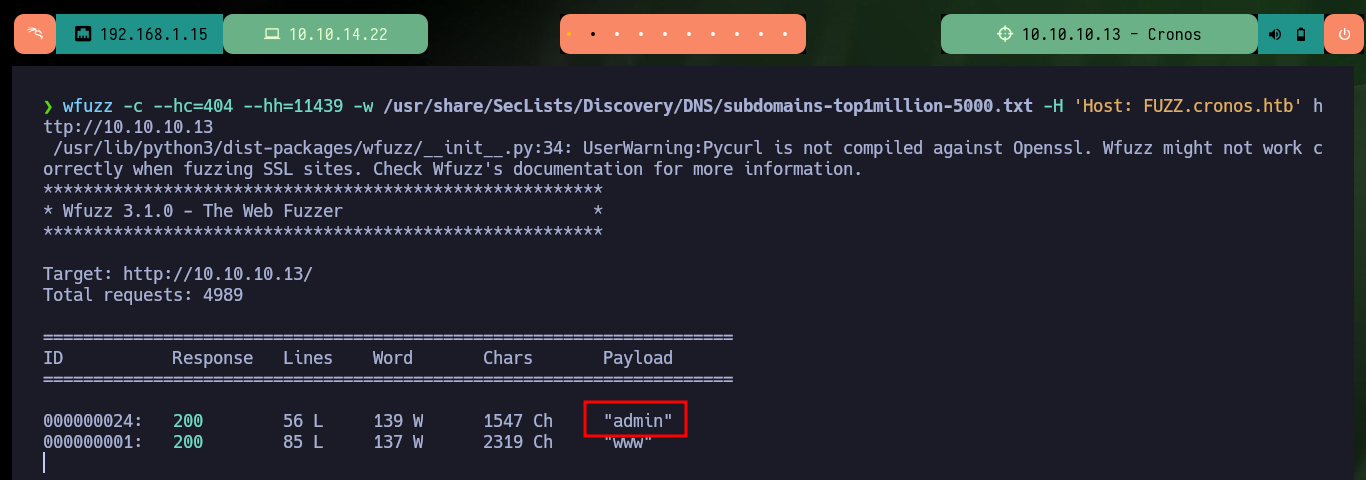 192.168.1.15 10.10.14.22 10.10.10.13 - Cronos
❯ wfuzz -c --hc=404 --hh=11439 -w /usr/share/SecLists/Discovery/DNS/subdomains-top1million-5000.txt -H 'Host: FUZZ.cronos.htb' h
ttp://10.10.10.13
/usr/lib/python3/dist-packages/wfuzz/__init__.py:34: UserWarning:Pycurl is not compiled against Openssl. Wfuzz might not work c
orrectly when fuzzing SSL sites. Check Wfuzz's documentation for more information.
********************************************************
* Wfuzz 3.1.0 - The Web Fuzzer                         *
********************************************************
Target: http://10.10.10.13/
Total requests: 4989
=====================================================================
ID           Response   Lines    Word       Chars       Payload
=====================================================================
000000024:   200        56 L     139 W      1547 Ch     "admin"
000000001:   200        85 L     137 W      2319 Ch     "www"